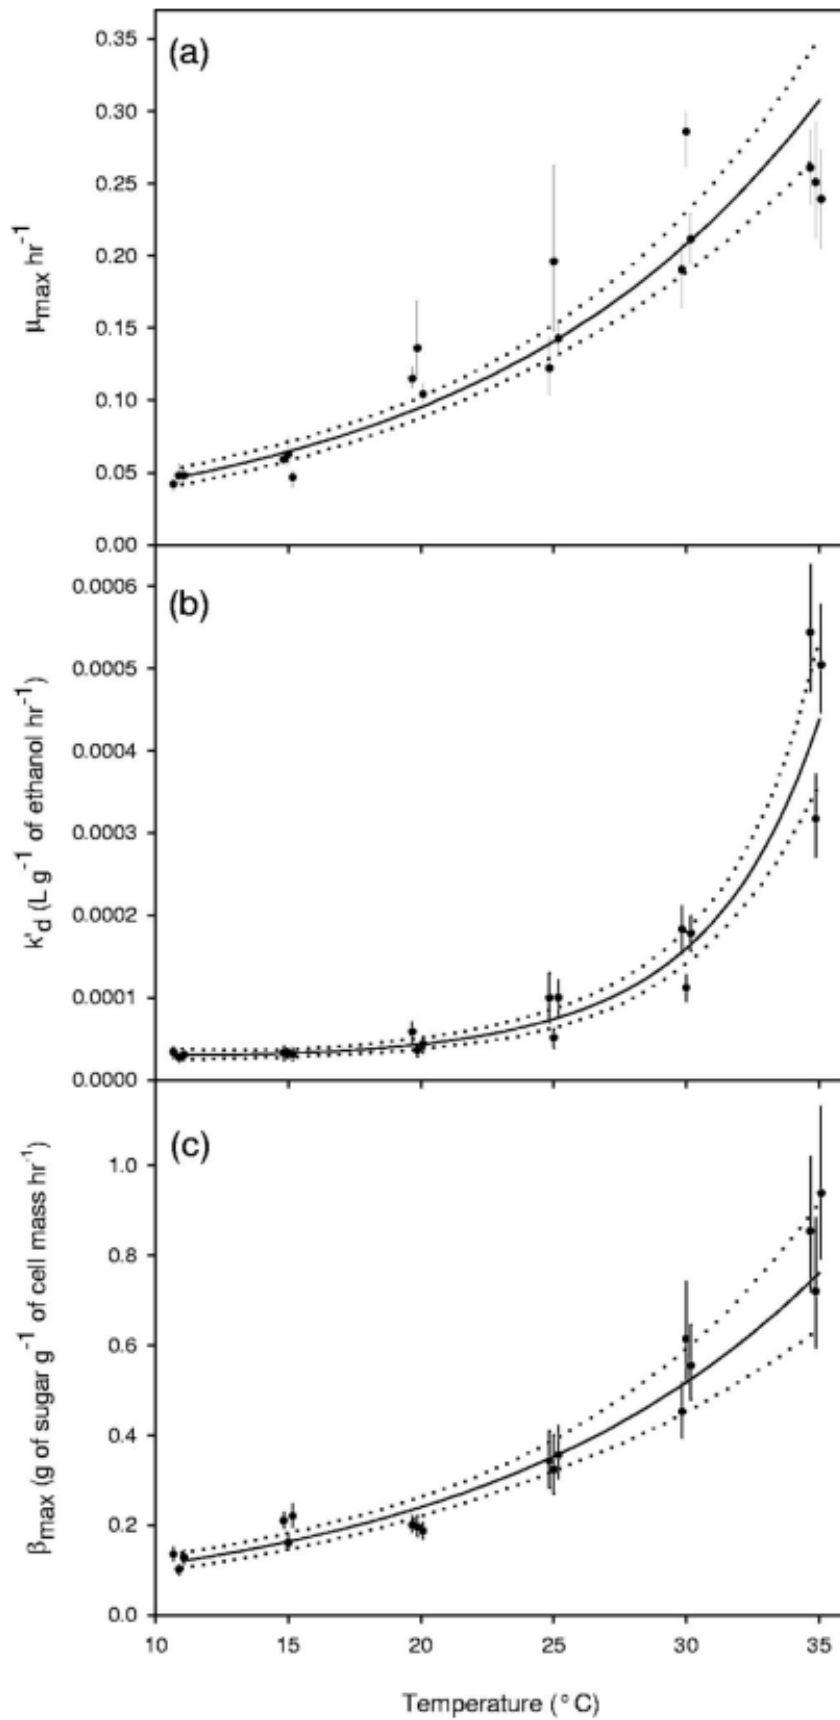 (a)
0.35
0.30
0.25
0.20
0.15
0.10
0.05
0.00
μmax hr⁻¹
(b)
0.0006
0.0005
0.0004
0.0003
0.0002
0.0001
0.0000
k'd (L g⁻¹ of ethanol hr⁻¹)
(c)
1.0
0.8
0.6
0.4
0.2
0.0
βmax (g of sugar g⁻¹ of cell mass hr⁻¹)
10 15 20 25 30 35
Temperature (°C)